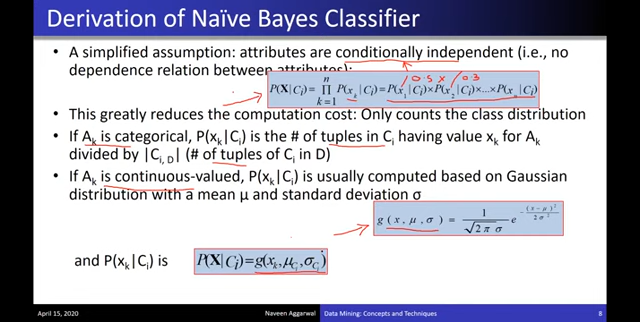 Derivation of Naïve Bayes Classifier
• A simplified assumption: attributes are conditionally independent (i.e., no
dependence relation between attributes):
0.5 x 0.3
P(X|Ci) = ∏ⁿₖ₌₁ P(xₖ|Ci) = P(x₁|Ci) × P(x₂|Ci) × ... × P(xₙ|Ci)
• This greatly reduces the computation cost: Only counts the class distribution
• If Aₖ is categorical, P(xₖ|Cᵢ) is the # of tuples in Cᵢ having value xₖ for Aₖ
divided by |Cᵢ, D| (# of tuples of Cᵢ in D)
• If Aₖ is continuous-valued, P(xₖ|Cᵢ) is usually computed based on Gaussian
distribution with a mean μ and standard deviation σ
g(x, μ, σ) = 1/(√2π σ) e^(-(x-μ)²/(2σ²))
and P(xₖ|Cᵢ) is
P(X|Ci) = g(xₖ, μ_Ci, σ_Ci)
April 15, 2020 Naveen Aggarwal Data Mining: Concepts and Techniques 8